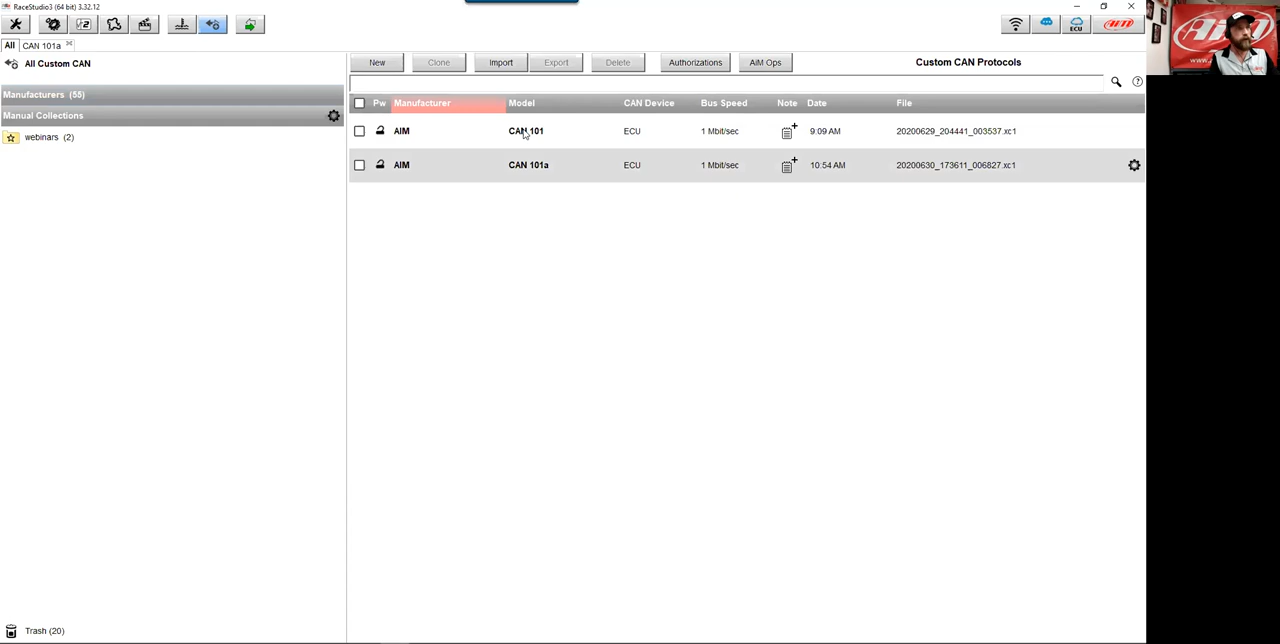 RaceStudio3 (64 bit) 3.32.12
ECU
AiM
All CAN 101a
All Custom CAN
Manufacturers (55)
Manual Collections
webinars (2)
Trash (20)
New Clone Import Export Delete Authorizations AiM Ops Custom CAN Protocols
Pw Manufacturer Model CAN Device Bus Speed Note Date File
AIM CAN 101 ECU 1 Mbit/sec 9:09 AM 20200629_204441_003537.xc1
AIM CAN 101a ECU 1 Mbit/sec 10:54 AM 20200630_173611_006827.xc1